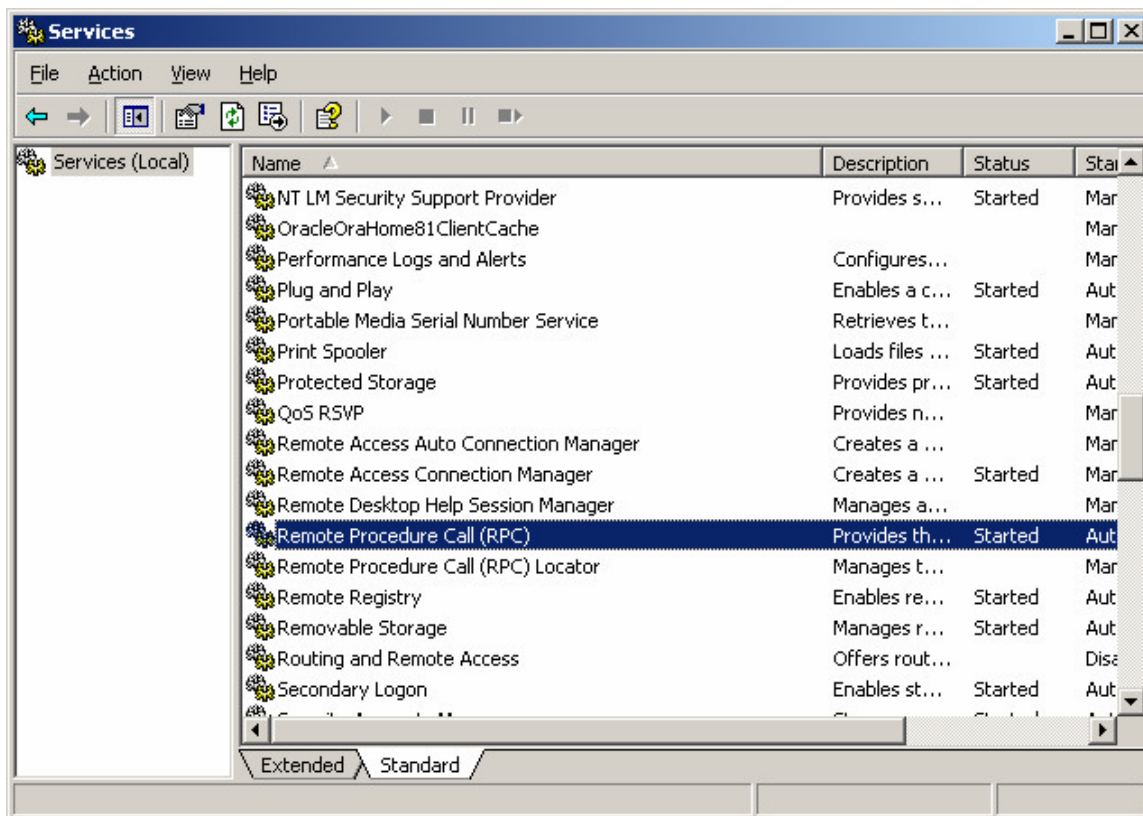 Services
File Action View Help
Services (Local)
Name Description Status Star
NT LM Security Support Provider Provides s... Started Mar
OracleOraHome81ClientCache Mar
Performance Logs and Alerts Configures... Mar
Plug and Play Enables a c... Started Aut
Portable Media Serial Number Service Retrieves t... Mar
Print Spooler Loads files ... Started Aut
Protected Storage Provides pr... Started Aut
QoS RSVP Provides n... Mar
Remote Access Auto Connection Manager Creates a ... Mar
Remote Access Connection Manager Creates a ... Started Mar
Remote Desktop Help Session Manager Manages a... Mar
Remote Procedure Call (RPC) Provides th... Started Aut
Remote Procedure Call (RPC) Locator Manages t... Mar
Remote Registry Enables re... Started Aut
Removable Storage Manages r... Started Aut
Routing and Remote Access Offers rout... Disa
Secondary Logon Enables st... Started Aut
Extended Standard